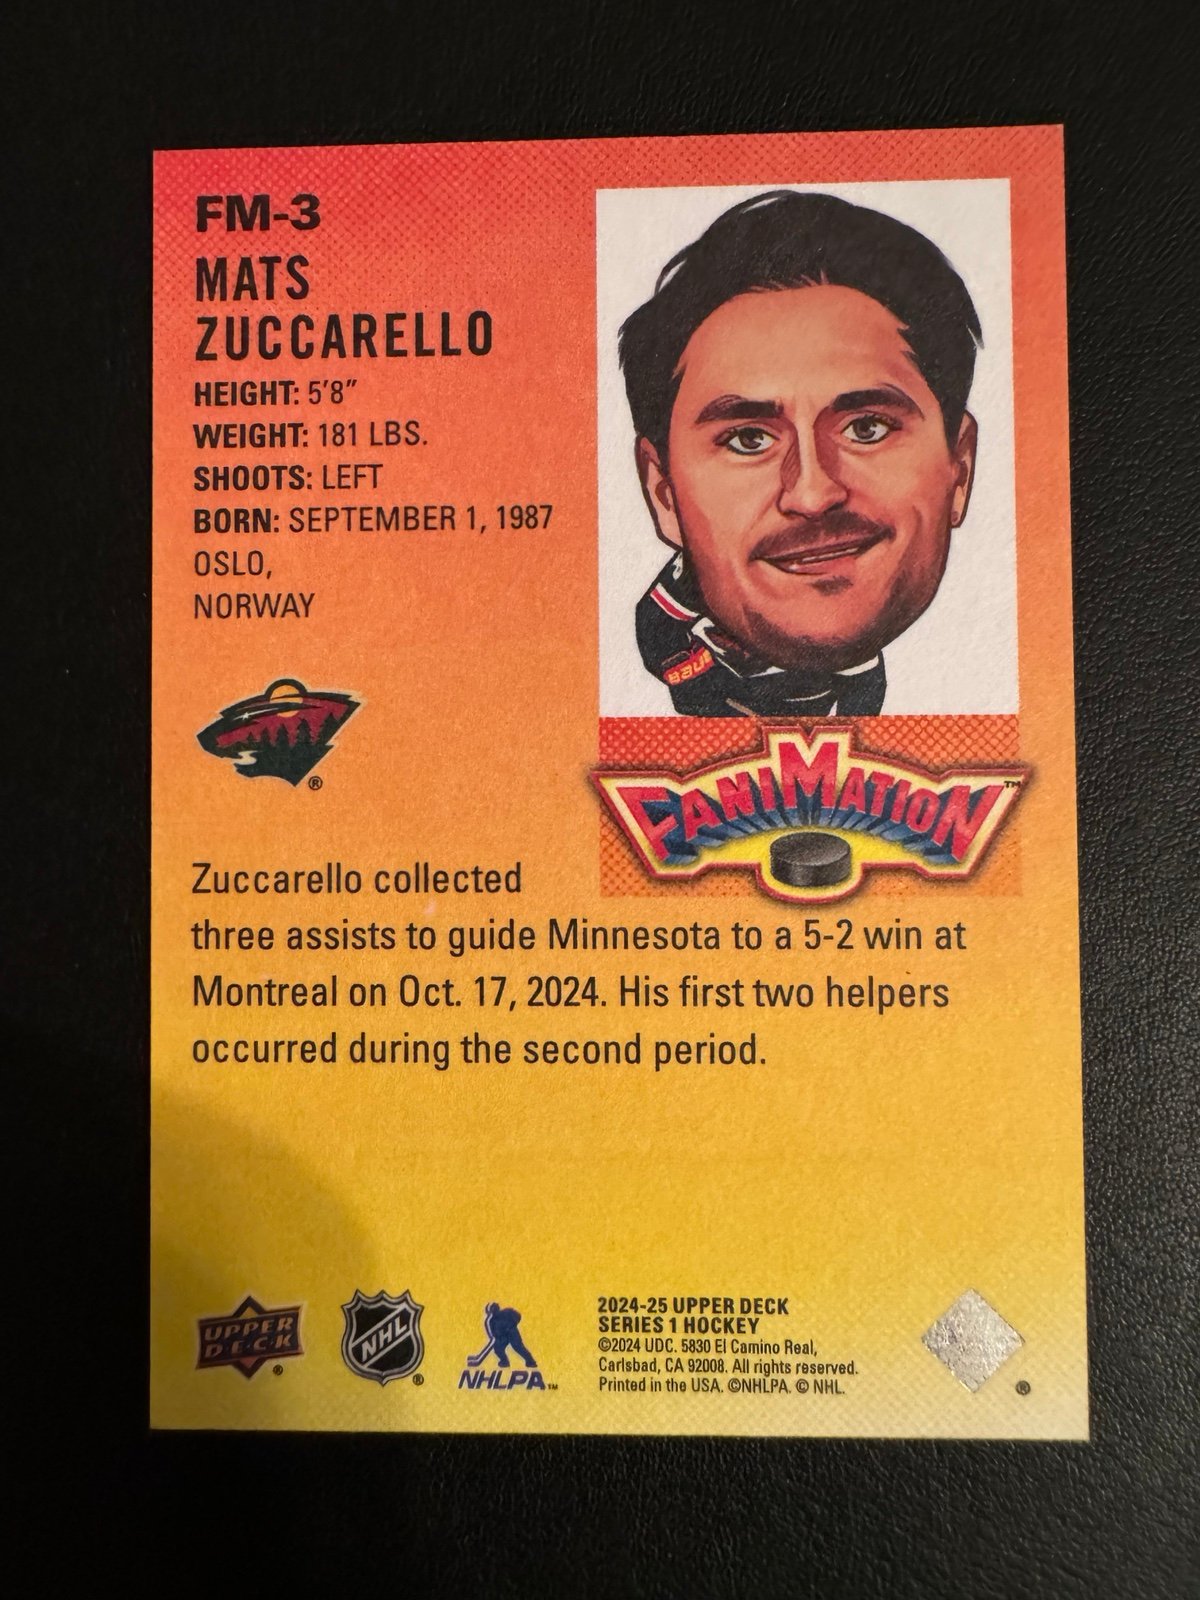 FM-3
MATS
ZUCCARELLO
HEIGHT: 5'8"
WEIGHT: 181 LBS.
SHOOTS: LEFT
BORN: SEPTEMBER 1, 1987
OSLO,
NORWAY
BAUE
®
FANIMATION™
Zuccarello collected
three assists to guide Minnesota to a 5-2 win at
Montreal on Oct. 17, 2024. His first two helpers
occurred during the second period.
UPPER
DECK®
NHL®
NHLPA™
2024-25 UPPER DECK
SERIES 1 HOCKEY
©2024 UDC. 5830 El Camino Real,
Carlsbad, CA 92008. All rights reserved.
Printed in the USA. ©NHLPA. © NHL.
®